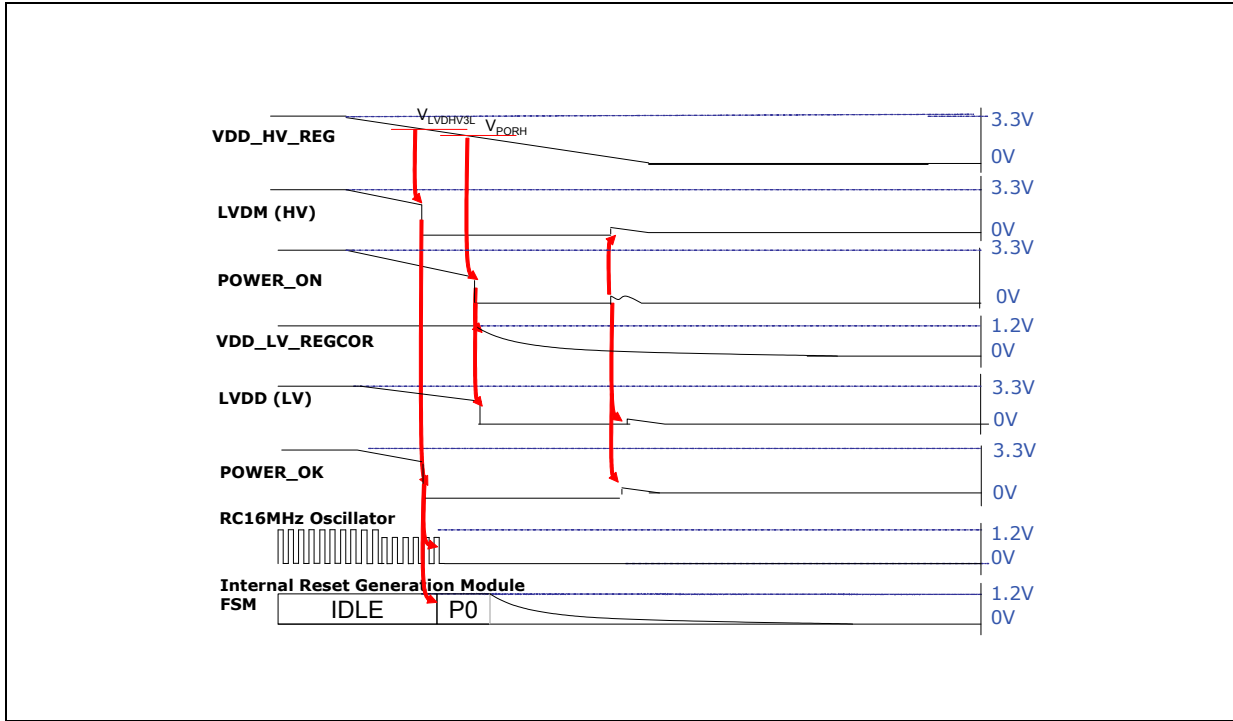 VLVDHV3L
VPORH
VDD_HV_REG
3.3V
0V
LVDM (HV)
3.3V
0V
POWER_ON
3.3V
0V
VDD_LV_REGCOR
1.2V
0V
LVDD (LV)
3.3V
0V
POWER_OK
3.3V
0V
RC16MHz Oscillator
1.2V
0V
Internal Reset Generation Module
FSM
IDLE
P0
1.2V
0V